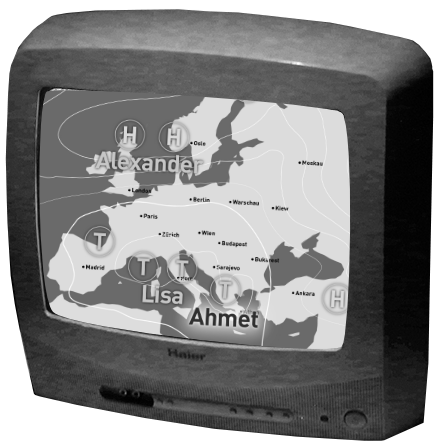 H H
Oslo
Alexander
Moskau
London
Berlin
Warschau
Kiew
Paris
T
Zürich
Wien
Budapest
Bukarest
Madrid
T
T
Rom
Sarajevo
Lisa
T
Ankara
H
Ahmet
Haier